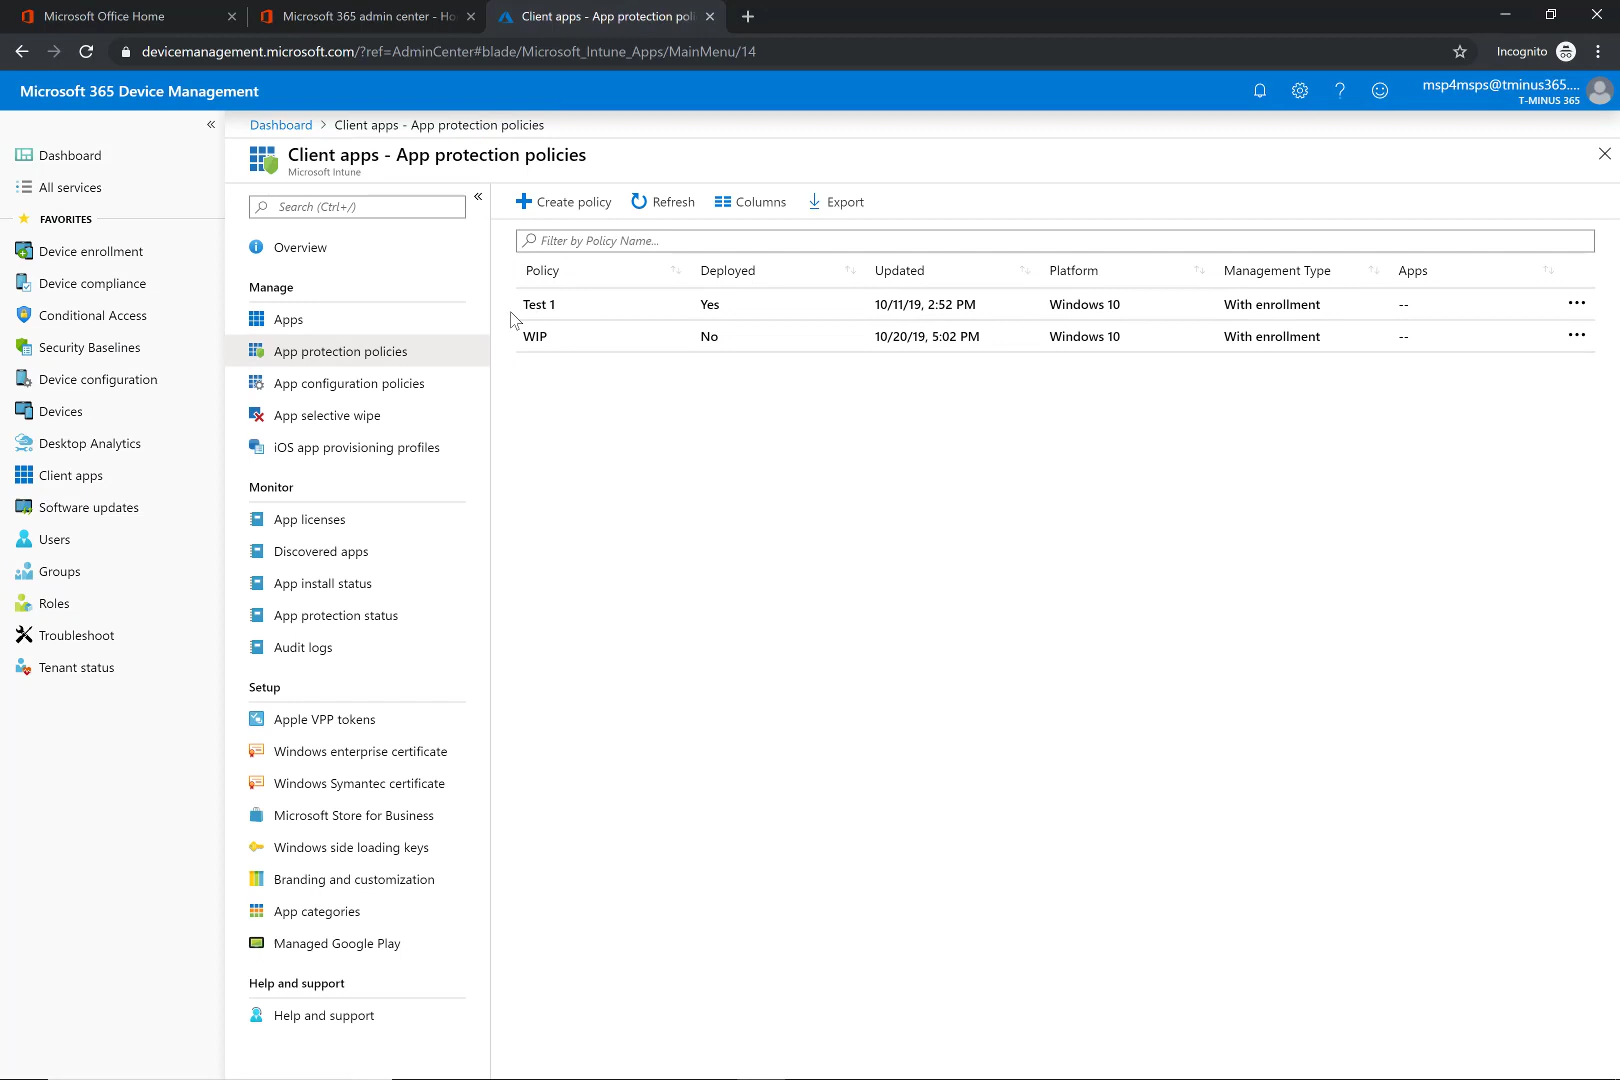 Microsoft Office Home
Microsoft 365 admin center - Ho
Client apps - App protection poli
devicemanagement.microsoft.com/?ref=AdminCenter#blade/Microsoft_Intune_Apps/MainMenu/14
Incognito
Microsoft 365 Device Management
msp4msps@tminus365....
T-MINUS 365
Dashboard > Client apps - App protection policies
Client apps - App protection policies
Microsoft Intune
Dashboard
All services
FAVORITES
Device enrollment
Device compliance
Conditional Access
Security Baselines
Device configuration
Devices
Desktop Analytics
Client apps
Software updates
Users
Groups
Roles
Troubleshoot
Tenant status
Search (Ctrl+/)
Overview
Manage
Apps
App protection policies
App configuration policies
App selective wipe
iOS app provisioning profiles
Monitor
App licenses
Discovered apps
App install status
App protection status
Audit logs
Setup
Apple VPP tokens
Windows enterprise certificate
Windows Symantec certificate
Microsoft Store for Business
Windows side loading keys
Branding and customization
App categories
Managed Google Play
Help and support
Help and support
Create policy Refresh Columns Export
Filter by Policy Name...
Policy Deployed Updated Platform Management Type Apps
Test 1 Yes 10/11/19, 2:52 PM Windows 10 With enrollment --
WIP No 10/20/19, 5:02 PM Windows 10 With enrollment --